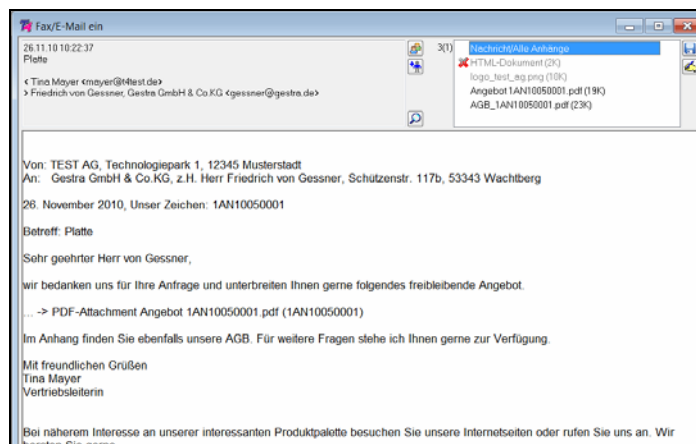 Fax/E-Mail ein
26.11.10 10:22:37
Platte
< Tina Mayer <mayer@t4test.de>
> Friedrich von Gessner, Gestra GmbH & Co.KG <gessner@gestra.de>
3(1)
Nachricht/Alle Anhänge
HTML-Dokument (2K)
logo_test_ag.png (10K)
Angebot 1AN10050001.pdf (19K)
AGB_1AN10050001.pdf (23K)
Von: TEST AG, Technologiepark 1, 12345 Musterstadt
An: Gestra GmbH & Co.KG, z.H. Herr Friedrich von Gessner, Schützenstr. 117b, 53343 Wachtberg
26. November 2010, Unser Zeichen: 1AN10050001
Betreff: Platte
Sehr geehrter Herr von Gessner,
wir bedanken uns für Ihre Anfrage und unterbreiten Ihnen gerne folgendes freibleibende Angebot.
... -> PDF-Attachment Angebot 1AN10050001.pdf (1AN10050001)
Im Anhang finden Sie ebenfalls unsere AGB. Für weitere Fragen stehe ich Ihnen gerne zur Verfügung.
Mit freundlichen Grüßen
Tina Mayer
Vertriebsleiterin
Bei näherem Interesse an unserer interessanten Produktpalette besuchen Sie unsere Internetseiten oder rufen Sie uns an. Wir